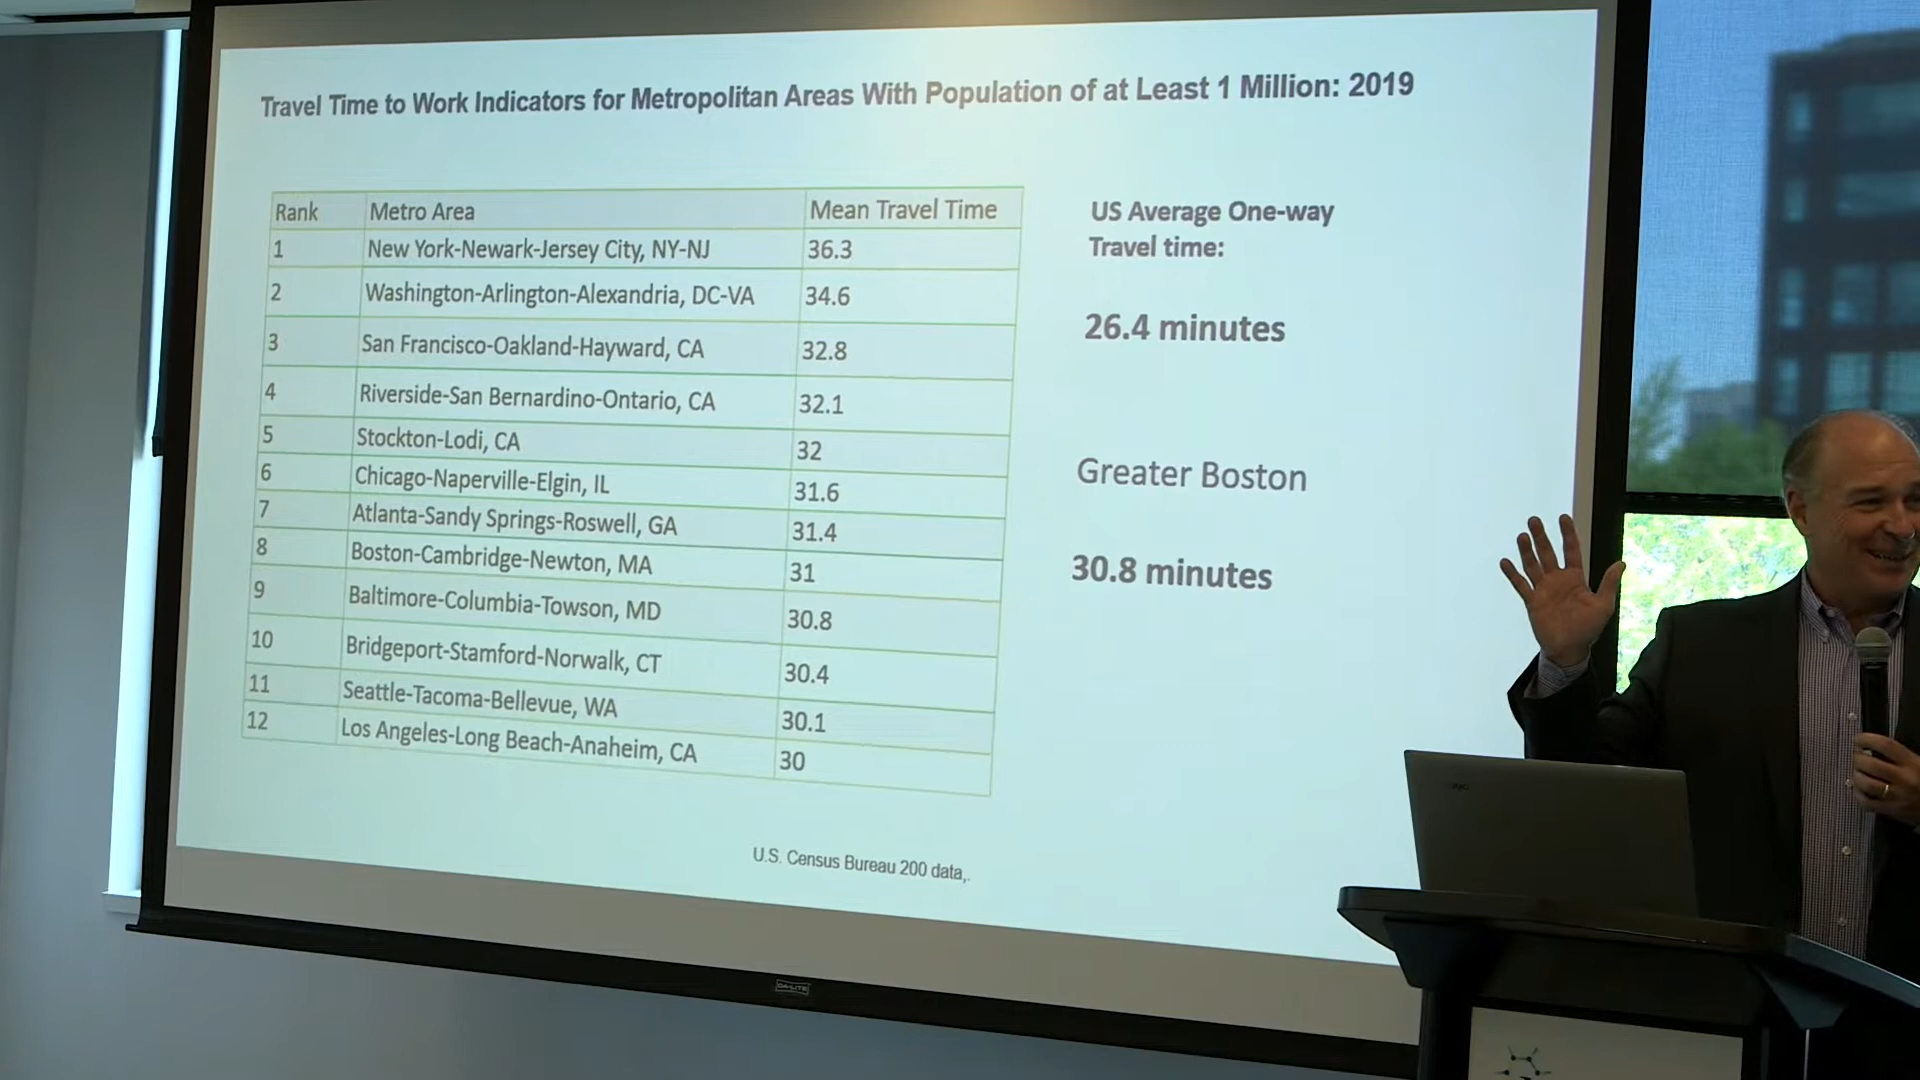 Travel Time to Work Indicators for Metropolitan Areas With Population of at Least 1 Million: 2019
Rank Metro Area Mean Travel Time
1 New York-Newark-Jersey City, NY-NJ 36.3
2 Washington-Arlington-Alexandria, DC-VA 34.6
3 San Francisco-Oakland-Hayward, CA 32.8
4 Riverside-San Bernardino-Ontario, CA 32.1
5 Stockton-Lodi, CA 32
6 Chicago-Naperville-Elgin, IL 31.6
7 Atlanta-Sandy Springs-Roswell, GA 31.4
8 Boston-Cambridge-Newton, MA 31
9 Baltimore-Columbia-Towson, MD 30.8
10 Bridgeport-Stamford-Norwalk, CT 30.4
11 Seattle-Tacoma-Bellevue, WA 30.1
12 Los Angeles-Long Beach-Anaheim, CA 30
US Average One-way
Travel time:
26.4 minutes
Greater Boston
30.8 minutes
U.S. Census Bureau 200 data,.
DA-LITE